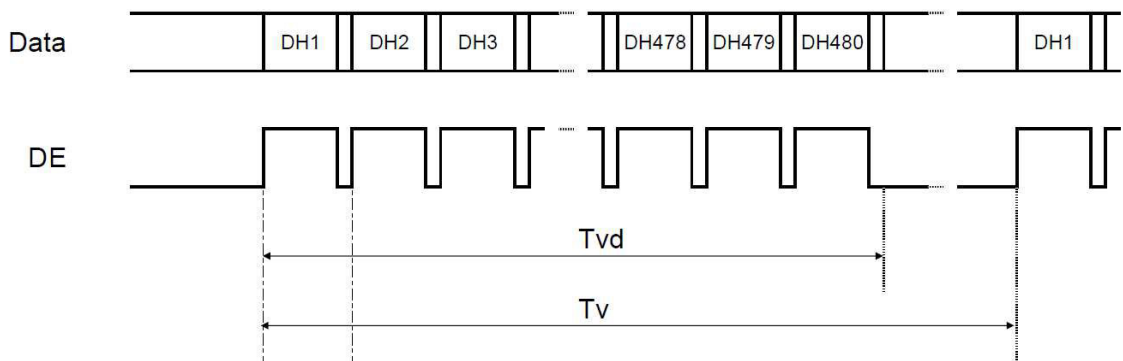 Data DH1 DH2 DH3 DH478 DH479 DH480 DH1
DE
Tvd
Tv